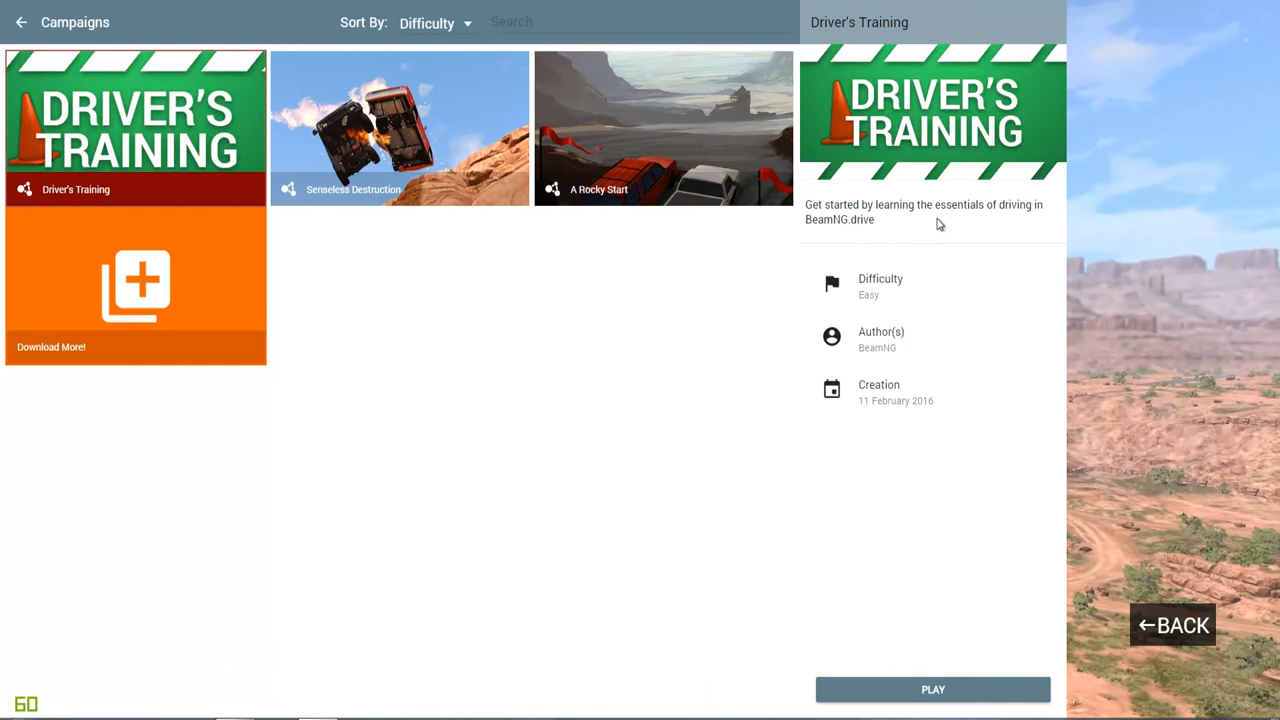 Campaigns
Sort By: Difficulty
Search
DRIVER'S
TRAINING
Driver's Training
Senseless Destruction
A Rocky Start
Download More!
Driver's Training
DRIVER'S
TRAINING
Get started by learning the essentials of driving in
BeamNG.drive
Difficulty
Easy
Author(s)
BeamNG
Creation
11 February 2016
←BACK
PLAY
60